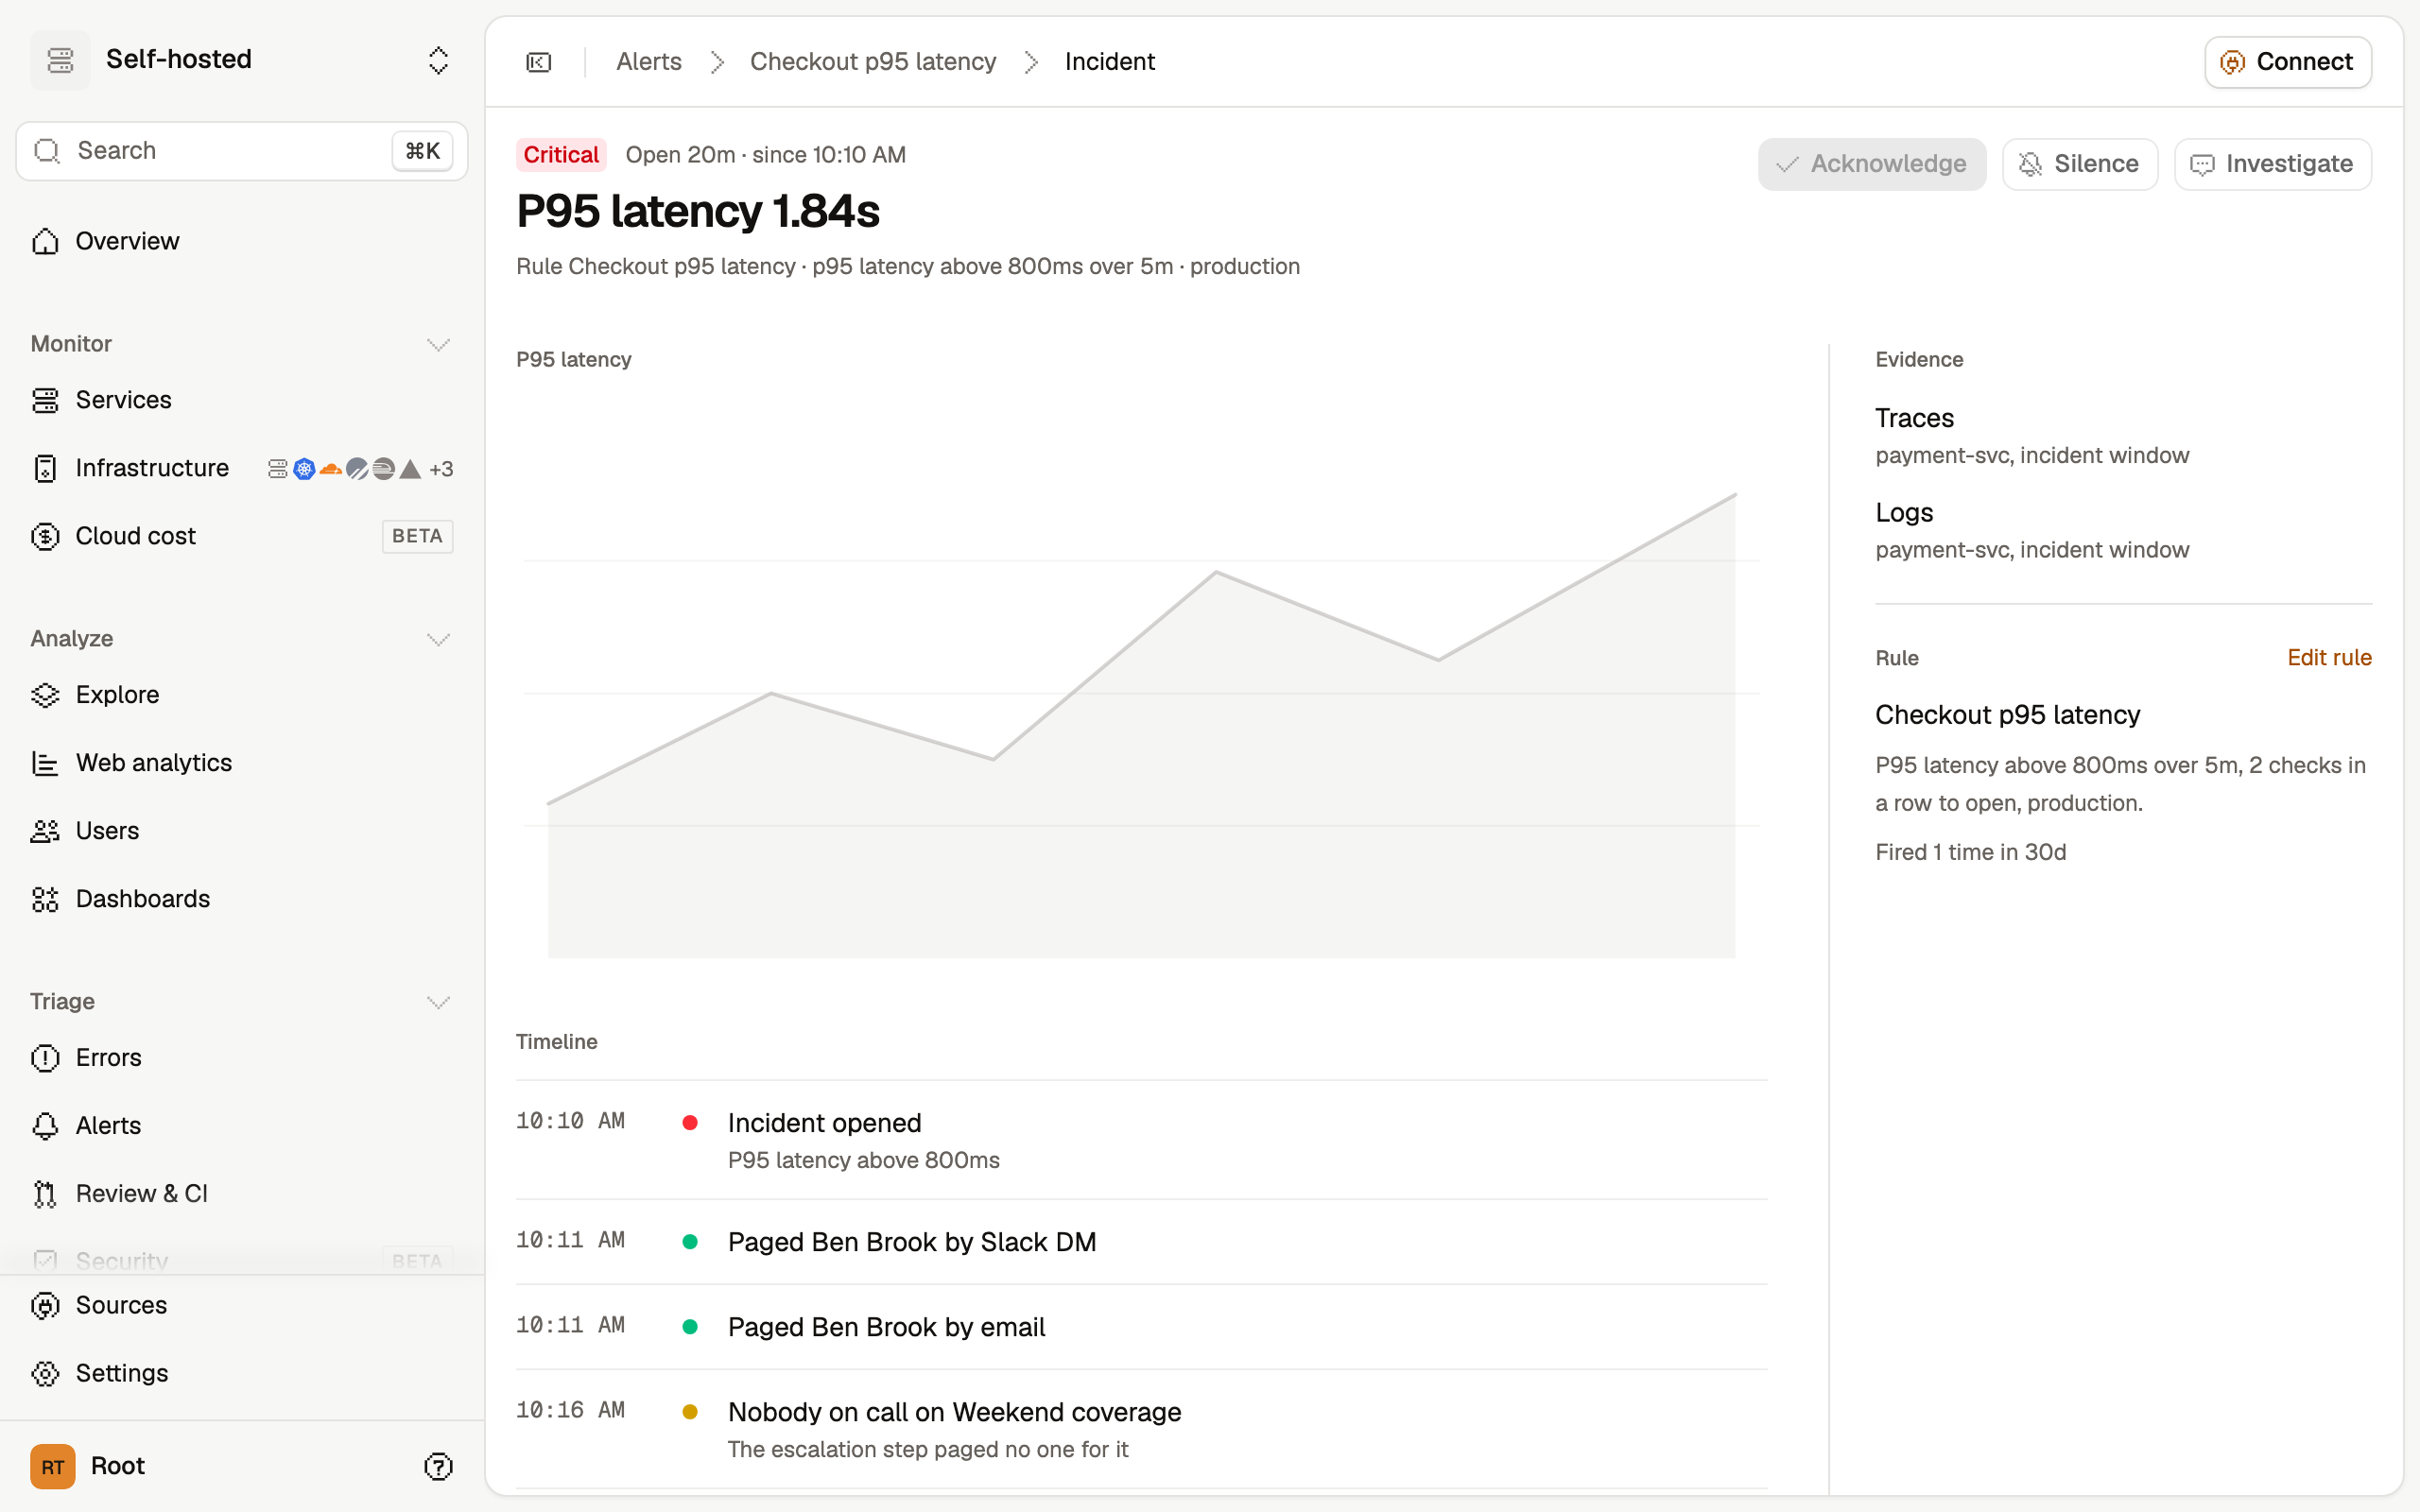 Self-hosted
Search
⌘K
Overview
Monitor
Services
Infrastructure +3
Cloud cost BETA
Analyze
Explore
Web analytics
Users
Dashboards
Triage
Errors
Alerts
Review & CI
Security BETA
Sources
Settings
RT Root
Alerts Checkout p95 latency Incident
Connect
Critical Open 20m · since 10:10 AM
P95 latency 1.84s
Rule Checkout p95 latency · p95 latency above 800ms over 5m · production
Acknowledge
Silence
Investigate
P95 latency
Timeline
10:10 AM Incident opened
P95 latency above 800ms
10:11 AM Paged Ben Brook by Slack DM
10:11 AM Paged Ben Brook by email
10:16 AM Nobody on call on Weekend coverage
The escalation step paged no one for it
Evidence
Traces
payment-svc, incident window
Logs
payment-svc, incident window
Rule Edit rule
Checkout p95 latency
P95 latency above 800ms over 5m, 2 checks in
a row to open, production.
Fired 1 time in 30d